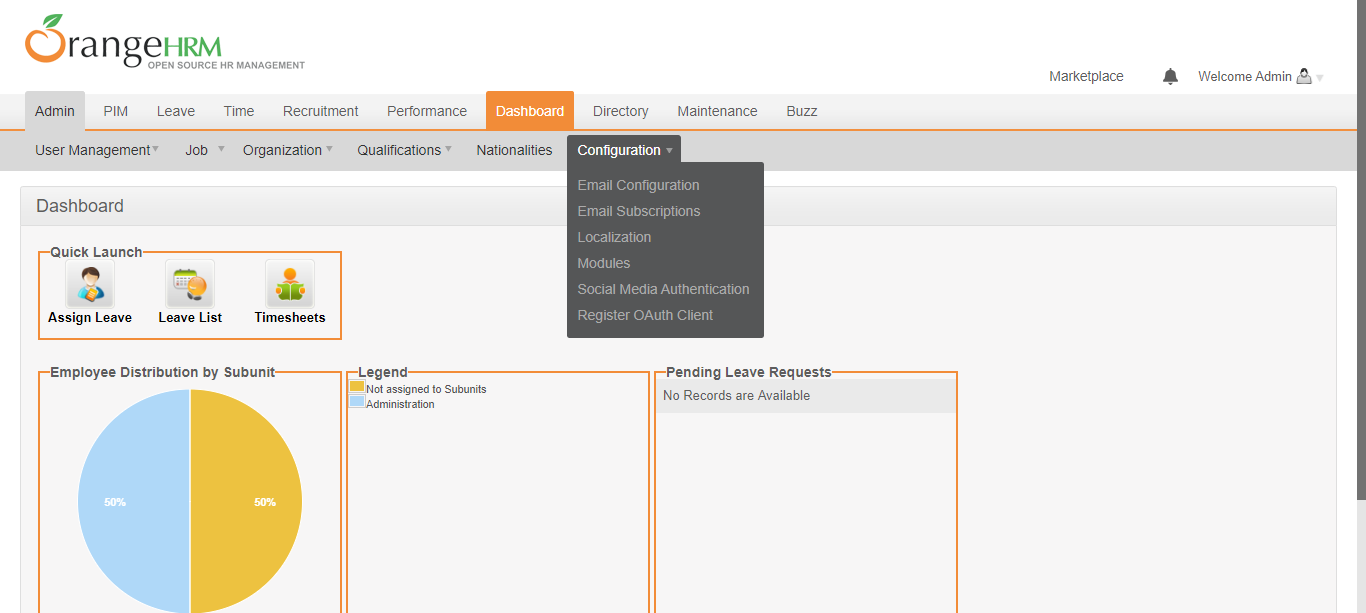 OrangeHRM
OPEN SOURCE HR MANAGEMENT
Marketplace Welcome Admin
Admin PIM Leave Time Recruitment Performance Dashboard Directory Maintenance Buzz
User Management Job Organization Qualifications Nationalities Configuration
Email Configuration
Email Subscriptions
Localization
Modules
Social Media Authentication
Register OAuth Client
Dashboard
Quick Launch
Assign Leave Leave List Timesheets
Employee Distribution by Subunit
50% 50%
Legend
Not assigned to Subunits
Administration
Pending Leave Requests
No Records are Available